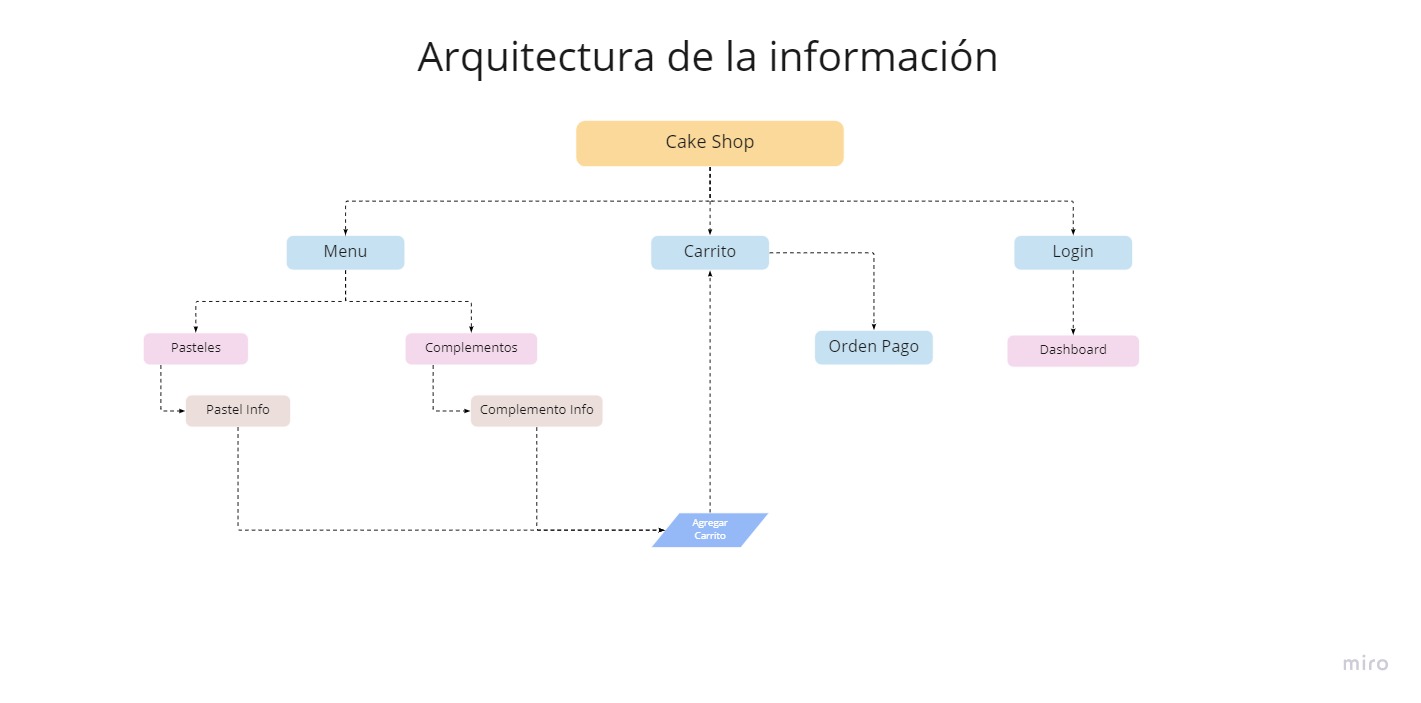 Arquitectura de la información
Cake Shop
Menu
Carrito
Login
Pasteles
Complementos
Orden Pago
Dashboard
Pastel Info
Complemento Info
Agregar
Carrito
miro